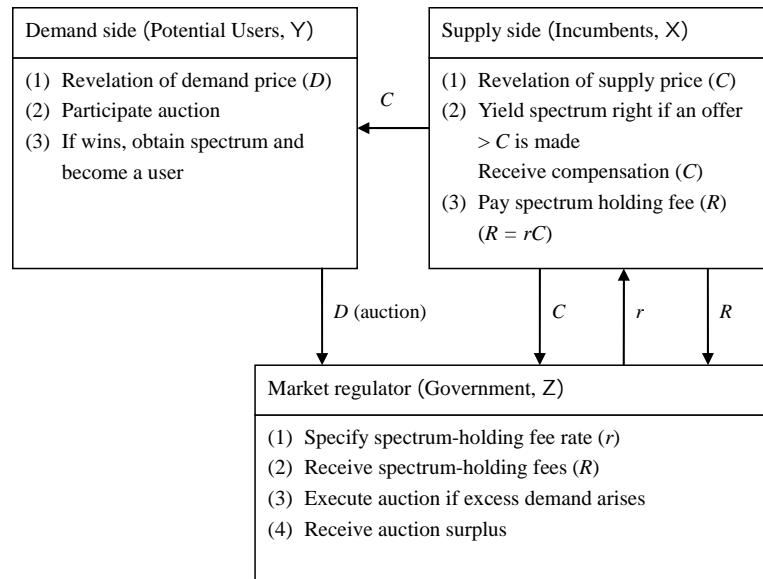 Demand side (Potential Users, Y)
(1) Revelation of demand price (D)
(2) Participate auction
(3) If wins, obtain spectrum and
become a user
C
Supply side (Incumbents, X)
(1) Revelation of supply price (C)
(2) Yield spectrum right if an offer
> C is made
Receive compensation (C)
(3) Pay spectrum holding fee (R)
(R = rC)
D (auction)
C
r
R
Market regulator (Government, Z)
(1) Specify spectrum-holding fee rate (r)
(2) Receive spectrum-holding fees (R)
(3) Execute auction if excess demand arises
(4) Receive auction surplus